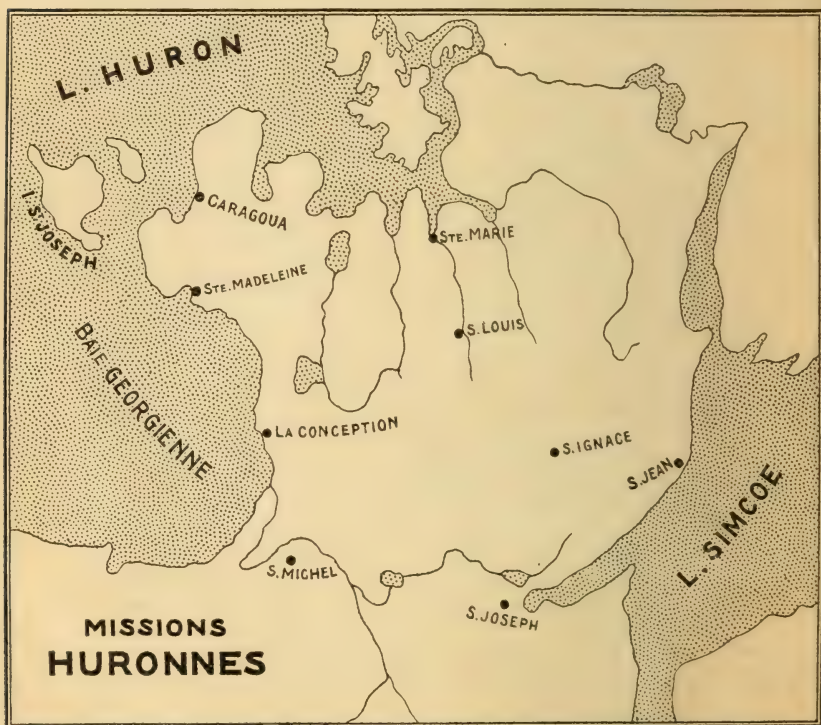 L. HURON
I. S. JOSEPH
CARAGOUA
STE. MARIE
STE. MADELEINE
S. LOUIS
BAIE GEORGIENNE
LA CONCEPTION
S. IGNACE
S. JEAN
L. SIMCOE
S. MICHEL
S. JOSEPH
MISSIONS
HURONNES